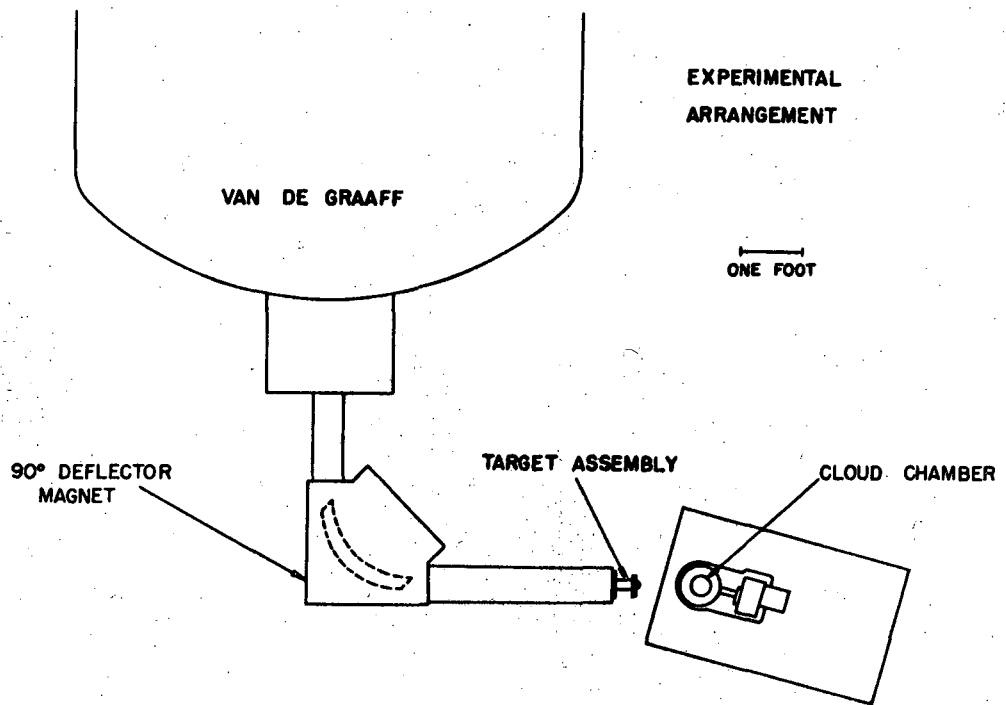 EXPERIMENTAL
ARRANGEMENT
VAN DE GRAAFF
ONE FOOT
90° DEFLECTOR
MAGNET
TARGET ASSEMBLY
CLOUD CHAMBER